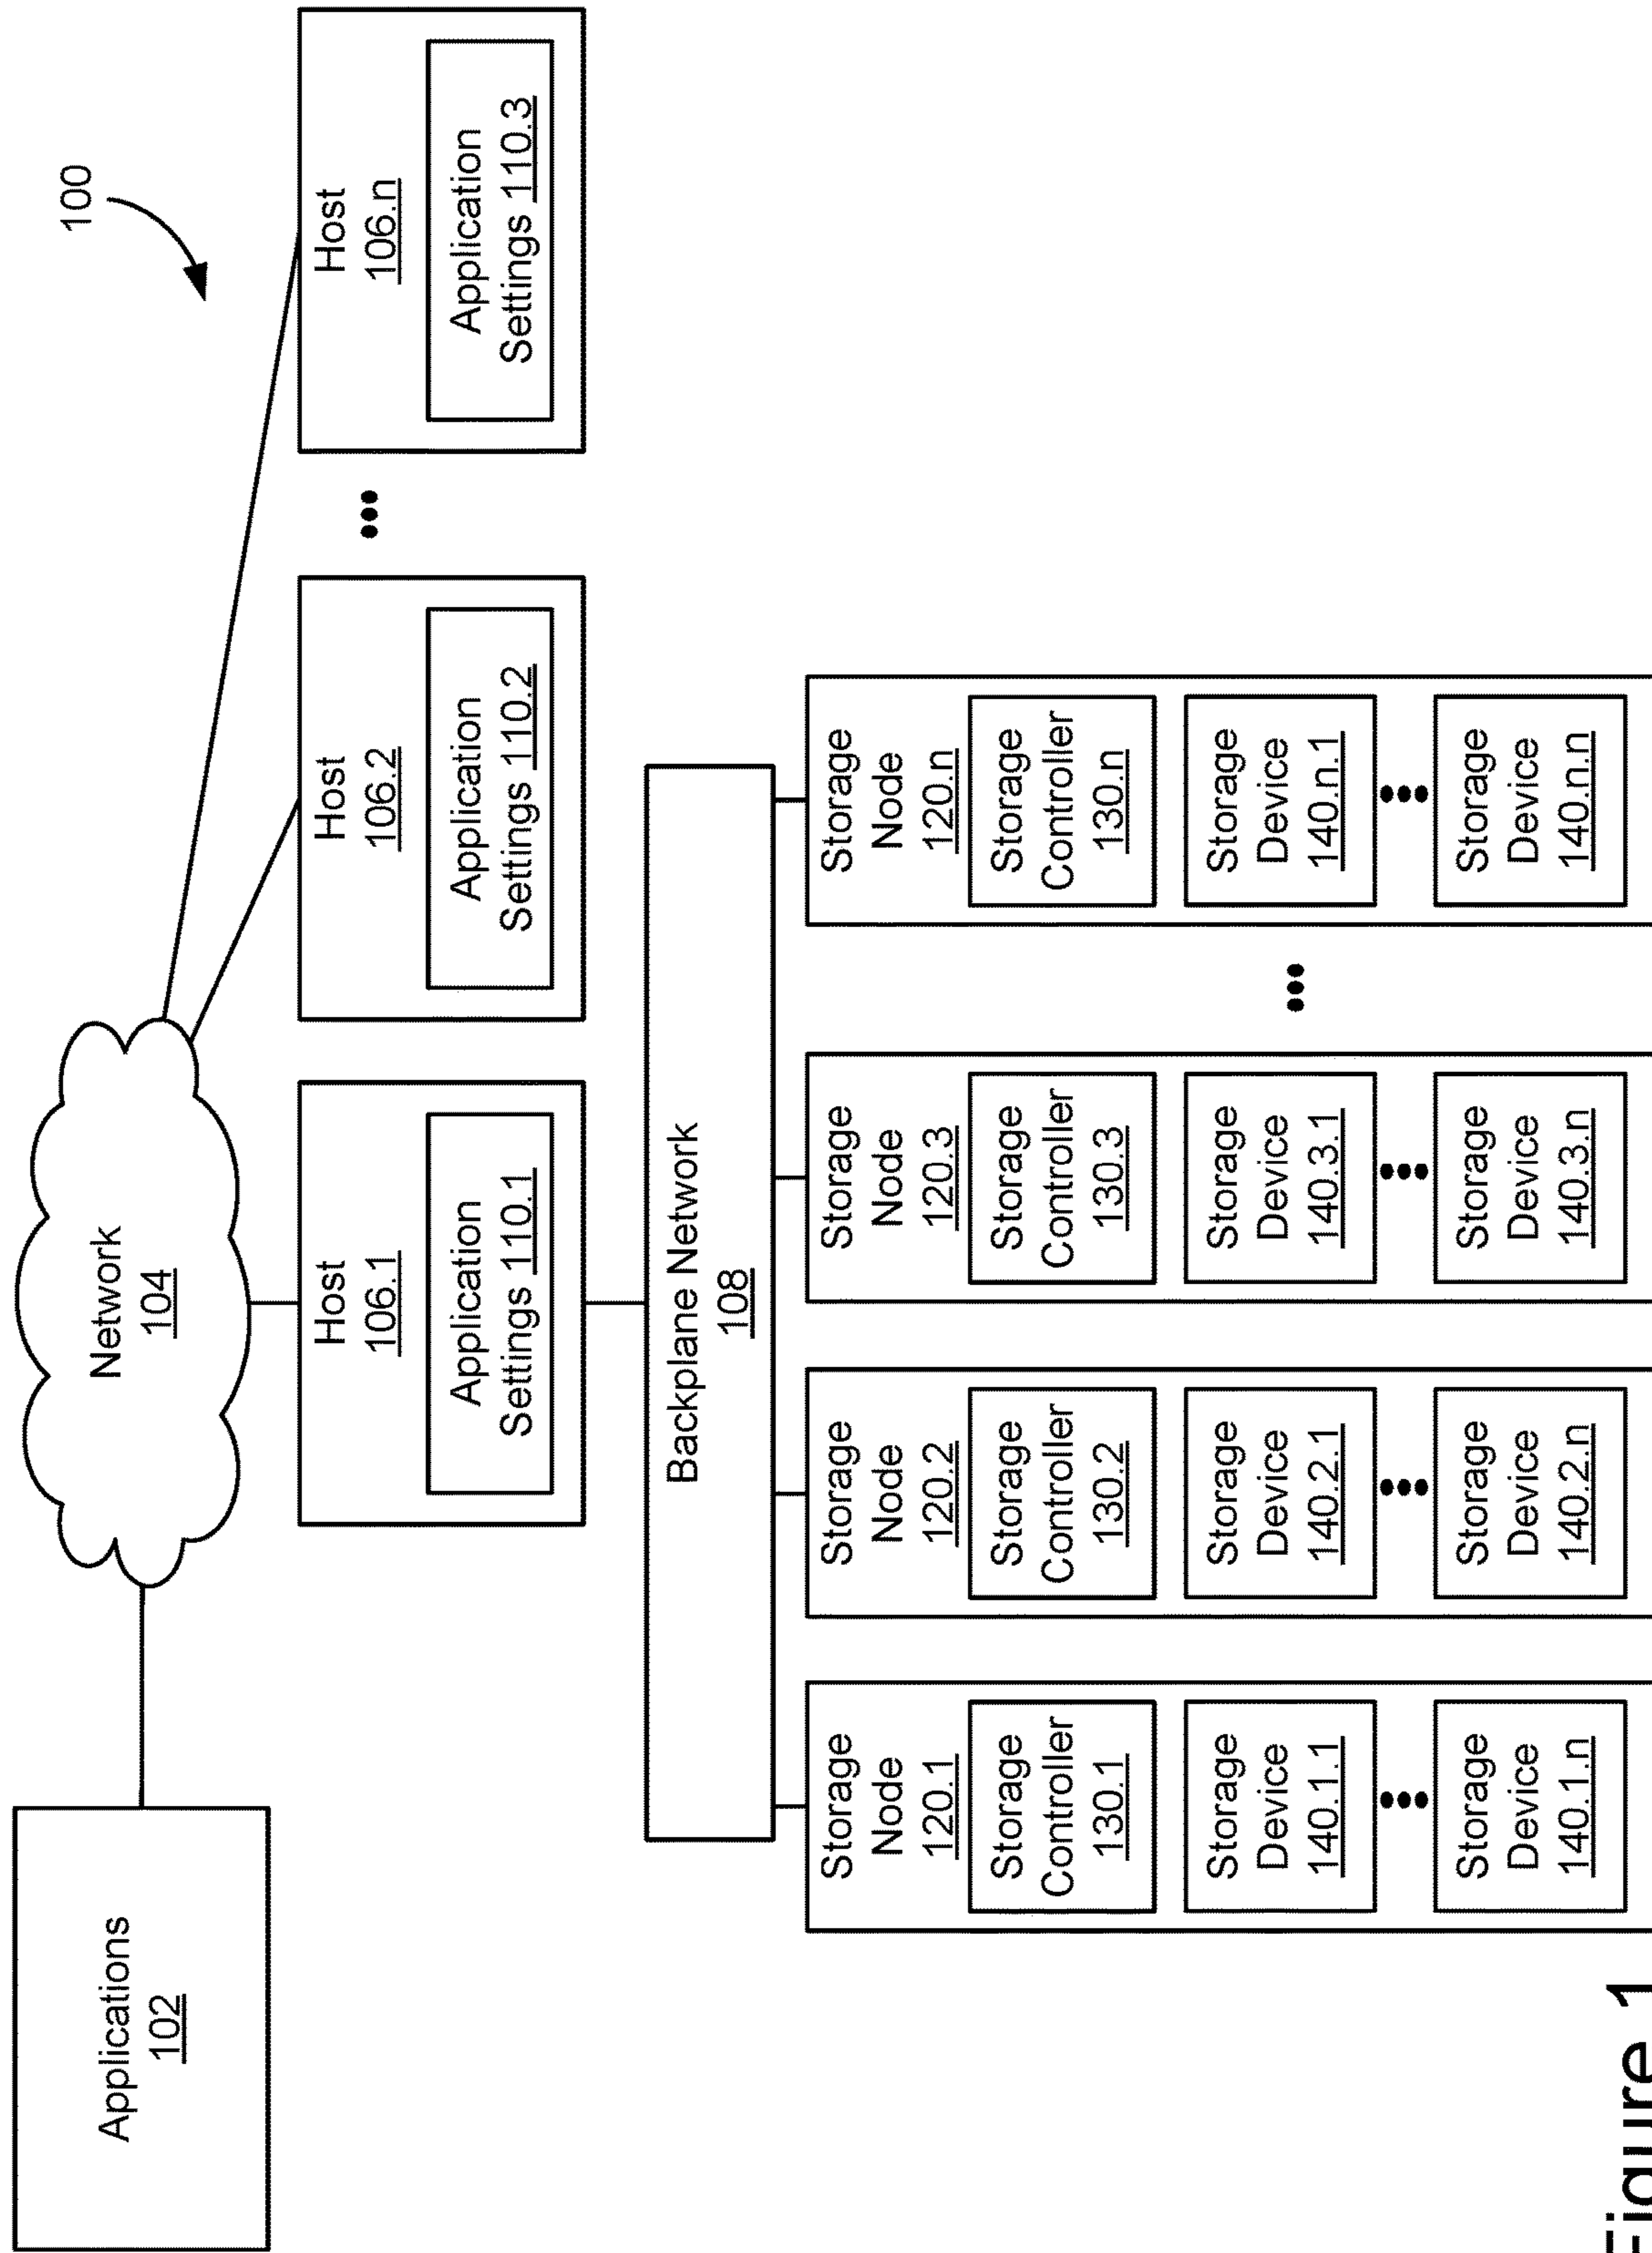 100
Applications
102
Network
104
Host
106.1
Application
Settings 110.1
Host
106.2
Application
Settings 110.2
Host
106.n
Application
Settings 110.3
Backplane Network
108
Storage
Node
120.1
Storage
Controller
130.1
Storage
Device
140.1.1
Storage
Device
140.1.n
Storage
Node
120.2
Storage
Controller
130.2
Storage
Device
140.2.1
Storage
Device
140.2.n
Storage
Node
120.3
Storage
Controller
130.3
Storage
Device
140.3.1
Storage
Device
140.3.n
Storage
Node
120.n
Storage
Controller
130.n
Storage
Device
140.n.1
Storage
Device
140.n.n
Figure 1